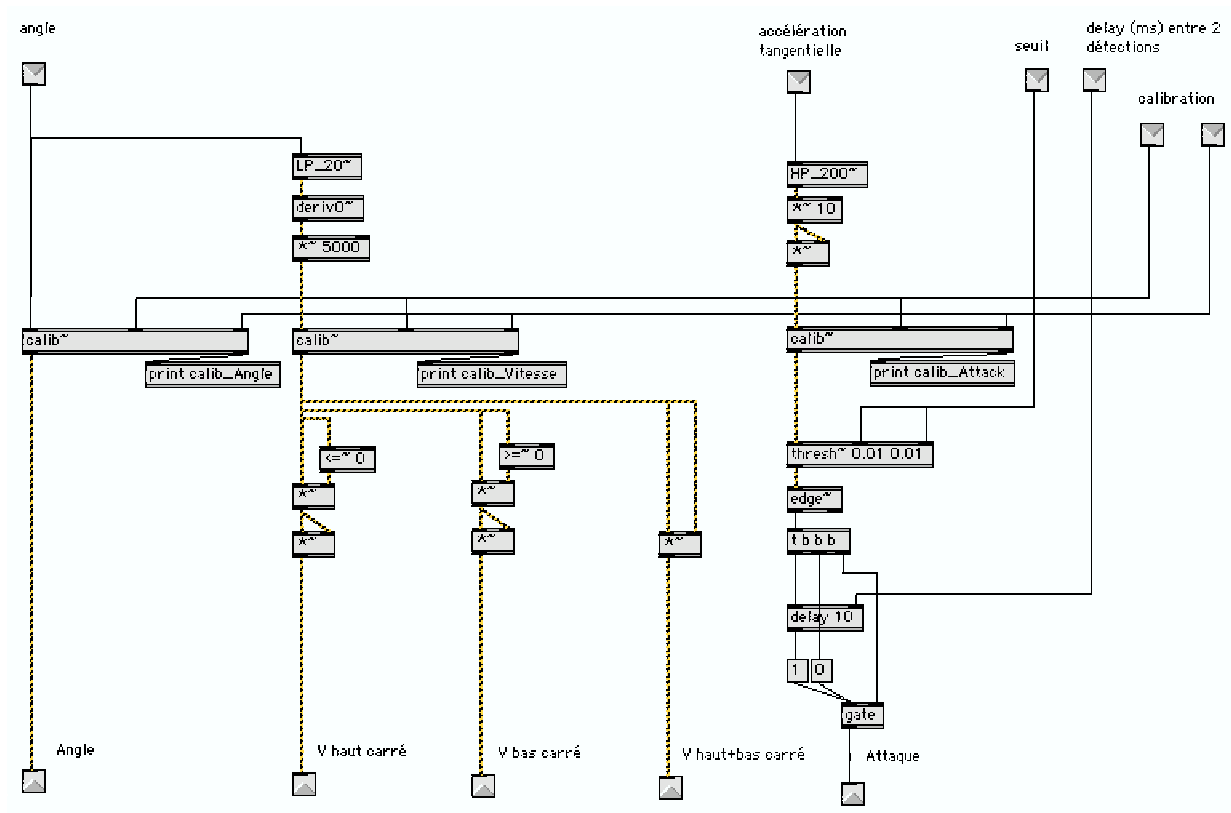 angle
accélération
tangentielle
seuil
delay (ms) entre 2
détections
calibration
LP_20~
deriv0~
*~ 5000
HP_200~
*~ 10
*~
calib~
calib~
calib~
print calib_Angle
print calib_Vitesse
print calib_Attack
<=~ 0
>=~ 0
thresh~ 0.01 0.01
*~
*~
edge~
*~
*~
*~
t b b b
delay 10
1
0
gate
Angle
V haut carré
V bas carré
V haut+bas carré
Attaque